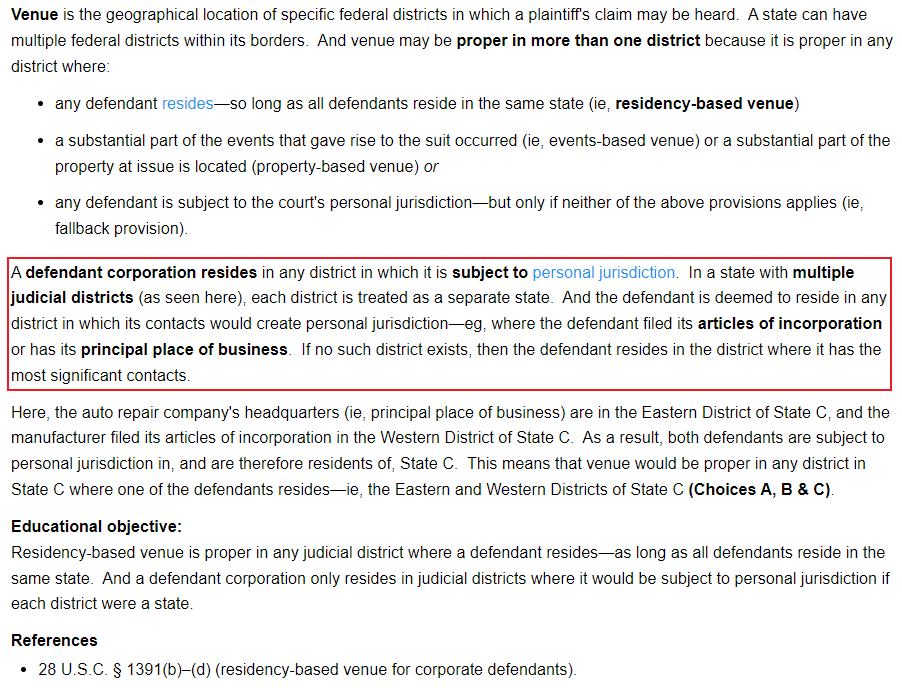 Venue is the geographical location of specific federal districts in which a plaintiff's claim may be heard.  A state can have
multiple federal districts within its borders.  And venue may be proper in more than one district because it is proper in any
district where:
• any defendant resides—so long as all defendants reside in the same state (ie, residency-based venue)
• a substantial part of the events that gave rise to the suit occurred (ie, events-based venue) or a substantial part of the
property at issue is located (property-based venue) or
• any defendant is subject to the court's personal jurisdiction—but only if neither of the above provisions applies (ie,
fallback provision).
A defendant corporation resides in any district in which it is subject to personal jurisdiction.  In a state with multiple
judicial districts (as seen here), each district is treated as a separate state.  And the defendant is deemed to reside in any
district in which its contacts would create personal jurisdiction—eg, where the defendant filed its articles of incorporation
or has its principal place of business.  If no such district exists, then the defendant resides in the district where it has the
most significant contacts.
Here, the auto repair company's headquarters (ie, principal place of business) are in the Eastern District of State C, and the
manufacturer filed its articles of incorporation in the Western District of State C.  As a result, both defendants are subject to
personal jurisdiction in, and are therefore residents of, State C.  This means that venue would be proper in any district in
State C where one of the defendants resides—ie, the Eastern and Western Districts of State C (Choices A, B & C).
Educational objective:
Residency-based venue is proper in any judicial district where a defendant resides—as long as all defendants reside in the
same state.  And a defendant corporation only resides in judicial districts where it would be subject to personal jurisdiction if
each district were a state.
References
• 28 U.S.C. § 1391(b)–(d) (residency-based venue for corporate defendants).